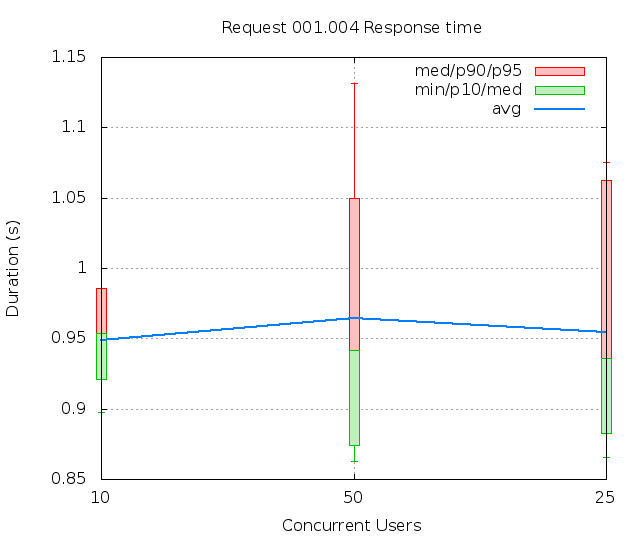 Request 001.004 Response time
1.15
1.1
1.05
1
0.95
0.9
0.85
Duration (s)
med/p90/p95
min/p10/med
avg
10
50
25
Concurrent Users